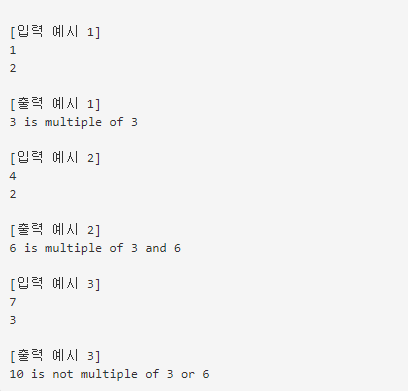 [입력 예시 1]
1
2
[출력 예시 1]
3 is multiple of 3
[입력 예시 2]
4
2
[출력 예시 2]
6 is multiple of 3 and 6
[입력 예시 3]
7
3
[출력 예시 3]
10 is not multiple of 3 or 6